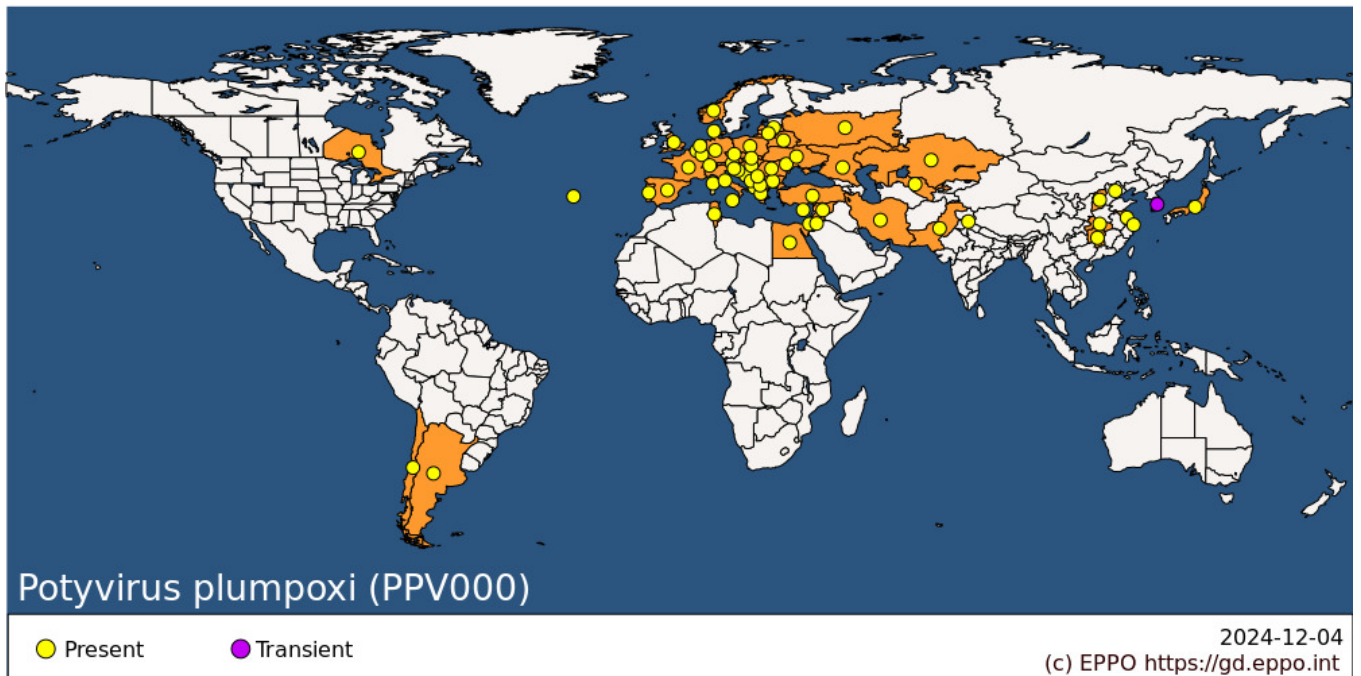 Potyvirus plumpoxi (PPV000)
Present
Transient
2024-12-04
(c) EPPO https://gd.eppo.int